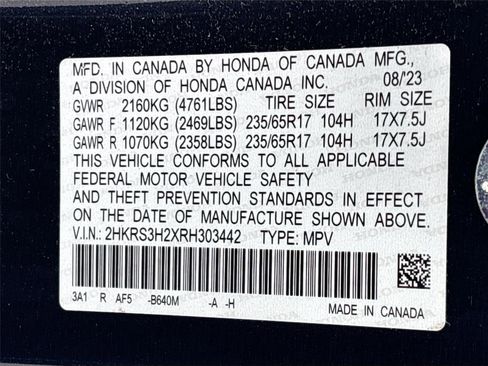 MFD. IN CANADA BY HONDA OF CANADA MFG.,
A DIVISION OF HONDA CANADA INC. 08/'23
GVWR 2160KG (4761LBS) TIRE SIZE RIM SIZE
GAWR F 1120KG (2469LBS) 235/65R17 104H 17X7.5J
GAWR R 1070KG (2358LBS) 235/65R17 104H 17X7.5J
THIS VEHICLE CONFORMS TO ALL APPLICABLE
FEDERAL MOTOR VEHICLE SAFETY
AND THEFT PREVENTION STANDARDS IN EFFECT
ON THE DATE OF MANUFACTURE SHOWN ABOVE.
V.I.N.: 2HKRS3H2XRH303442 TYPE: MPV
3A1 R AF5 -B640M -A -H
MADE IN CANADA